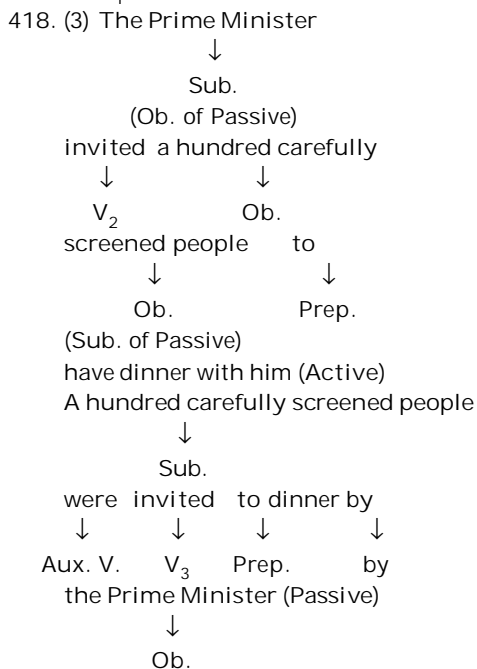 418. (3) The Prime Minister
↓
Sub.
(Ob. of Passive)
invited a hundred carefully
↓ ↓
V₂ Ob.
screened people to
↓ ↓
Ob. Prep.
(Sub. of Passive)
have dinner with him (Active)
A hundred carefully screened people
↓
Sub.
were invited to dinner by
↓ ↓ ↓ ↓
Aux. V. V₃ Prep. by
the Prime Minister (Passive)
↓
Ob.